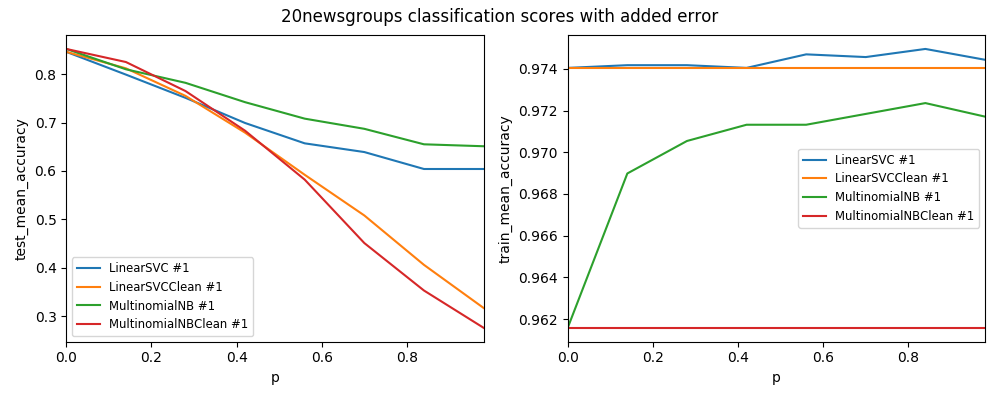 20newsgroups classification scores with added error
test_mean_accuracy
0.8
0.7
0.6
0.5
0.4
0.3
LinearSVC #1
LinearSVCClean #1
MultinomialNB #1
MultinomialNBClean #1
0.0 0.2 0.4 0.6 0.8
p
train_mean_accuracy
0.974
0.972
0.970
0.968
0.966
0.964
0.962
LinearSVC #1
LinearSVCClean #1
MultinomialNB #1
MultinomialNBClean #1
0.0 0.2 0.4 0.6 0.8
p